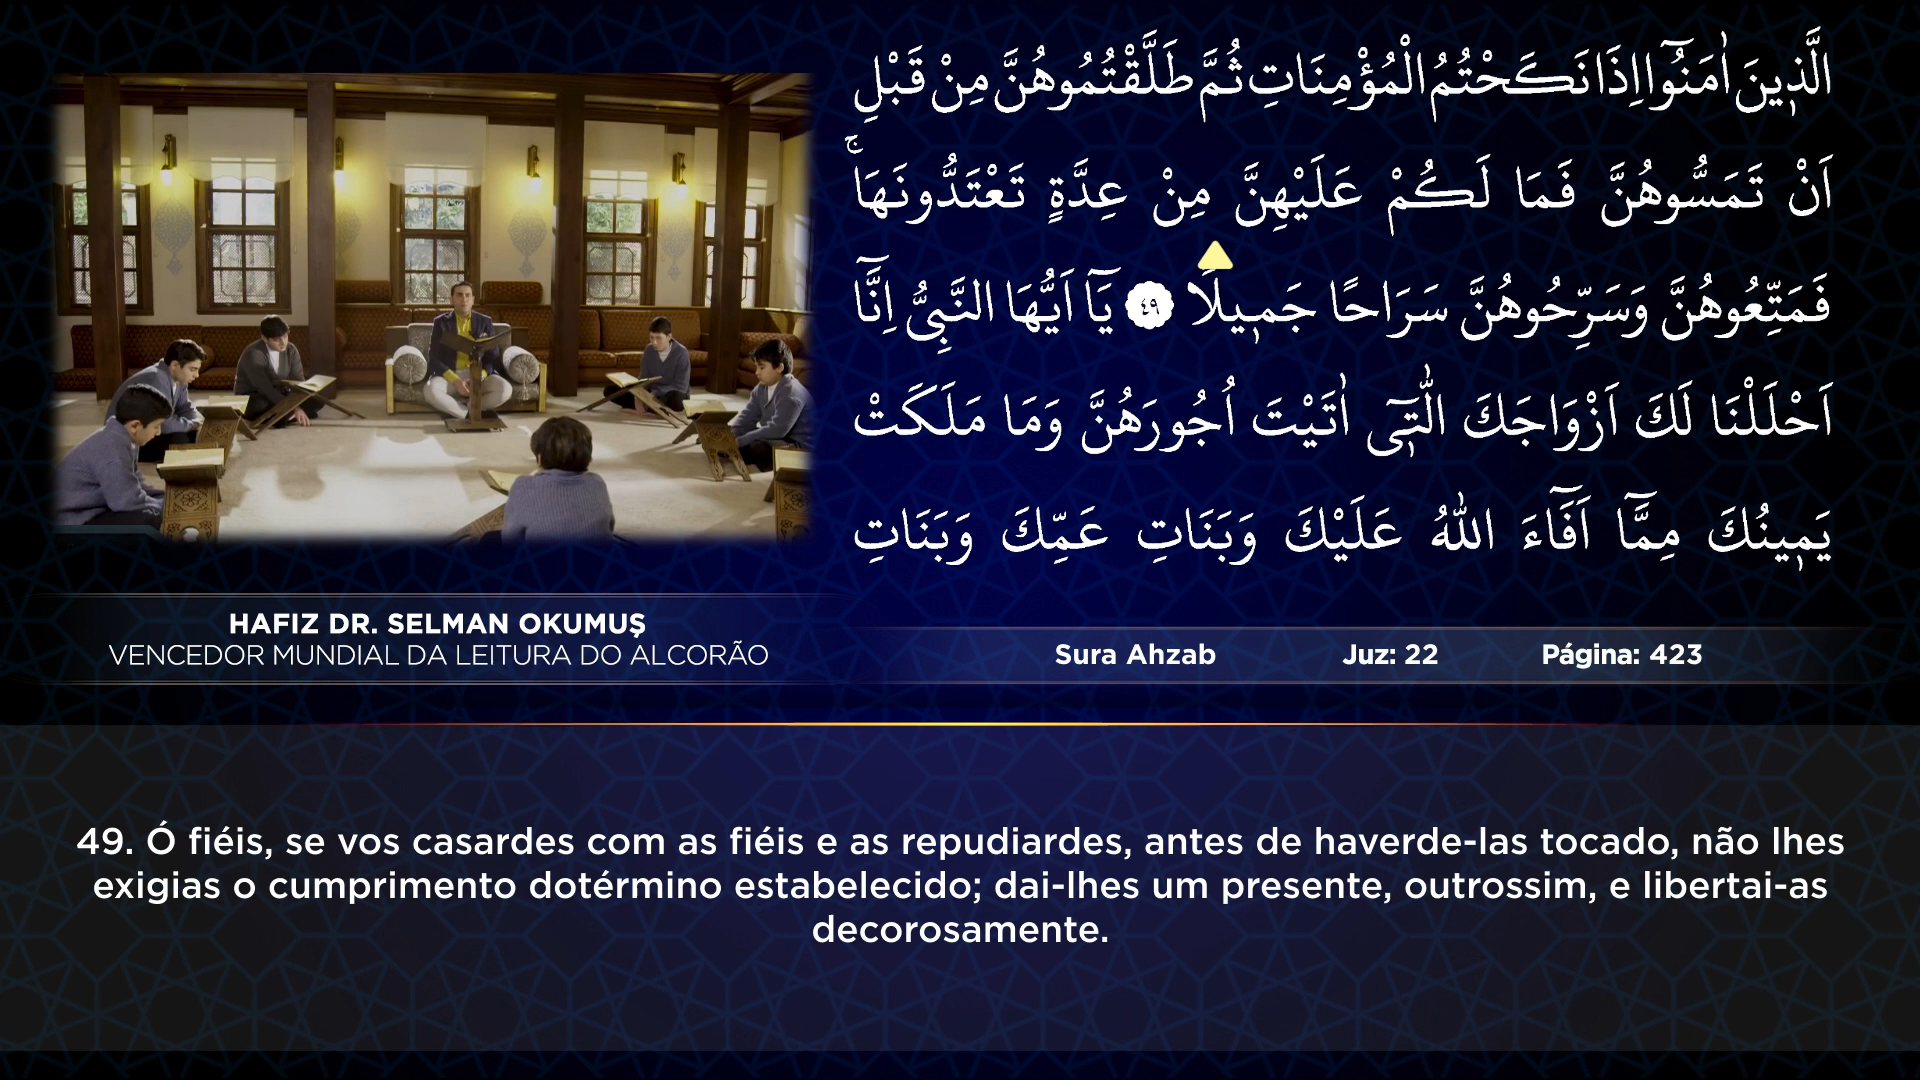 الَّذ۪ينَ اٰمَنُٓوا اِذَا نَكَحْتُمُ الْمُؤْمِنَاتِ ثُمَّ طَلَّقْتُمُوهُنَّ مِنْ قَبْلِ
اَنْ تَمَسُّوهُنَّ فَمَا لَكُمْ عَلَيْهِنَّ مِنْ عِدَّةٍ تَعْتَدُّونَهَاۚ
فَمَتِّعُوهُنَّ وَسَرِّحُوهُنَّ سَرَاحًا جَم۪يلًا ٤٩ يَٓا اَيُّهَا النَّبِيُّ اِنَّٓا
اَحْلَلْنَا لَكَ اَزْوَاجَكَ الّٰت۪ٓي اٰتَيْتَ اُجُورَهُنَّ وَمَا مَلَكَتْ
يَم۪ينُكَ مِمَّٓا اَفَٓاءَ اللّٰهُ عَلَيْكَ وَبَنَاتِ عَمِّكَ وَبَنَاتِ
HAFIZ DR. SELMAN OKUMUŞ
VENCEDOR MUNDIAL DA LEITURA DO ALCORÃO
Sura Ahzab Juz: 22 Página: 423
49. Ó fiéis, se vos casardes com as fiéis e as repudiardes, antes de haverde-las tocado, não lhes
exigias o cumprimento dotérmino estabelecido; dai-lhes um presente, outrossim, e libertai-as
decorosamente.